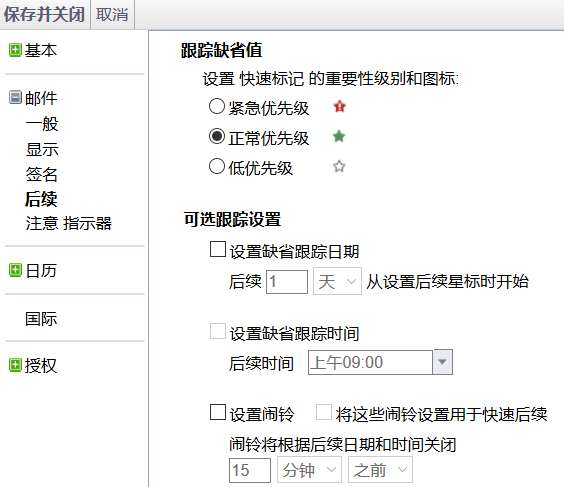 保存并关闭 取消
基本
邮件
一般
显示
签名
后续
注意 指示器
日历
国际
授权
跟踪缺省值
设置 快速标记 的重要性级别和图标:
紧急优先级
正常优先级
低优先级
可选跟踪设置
设置缺省跟踪日期
后续 1 天 从设置后续星标时开始
设置缺省跟踪时间
后续时间 上午09:00
设置闹铃 将这些闹铃设置用于快速后续
闹铃将根据后续日期和时间关闭
15 分钟 之前